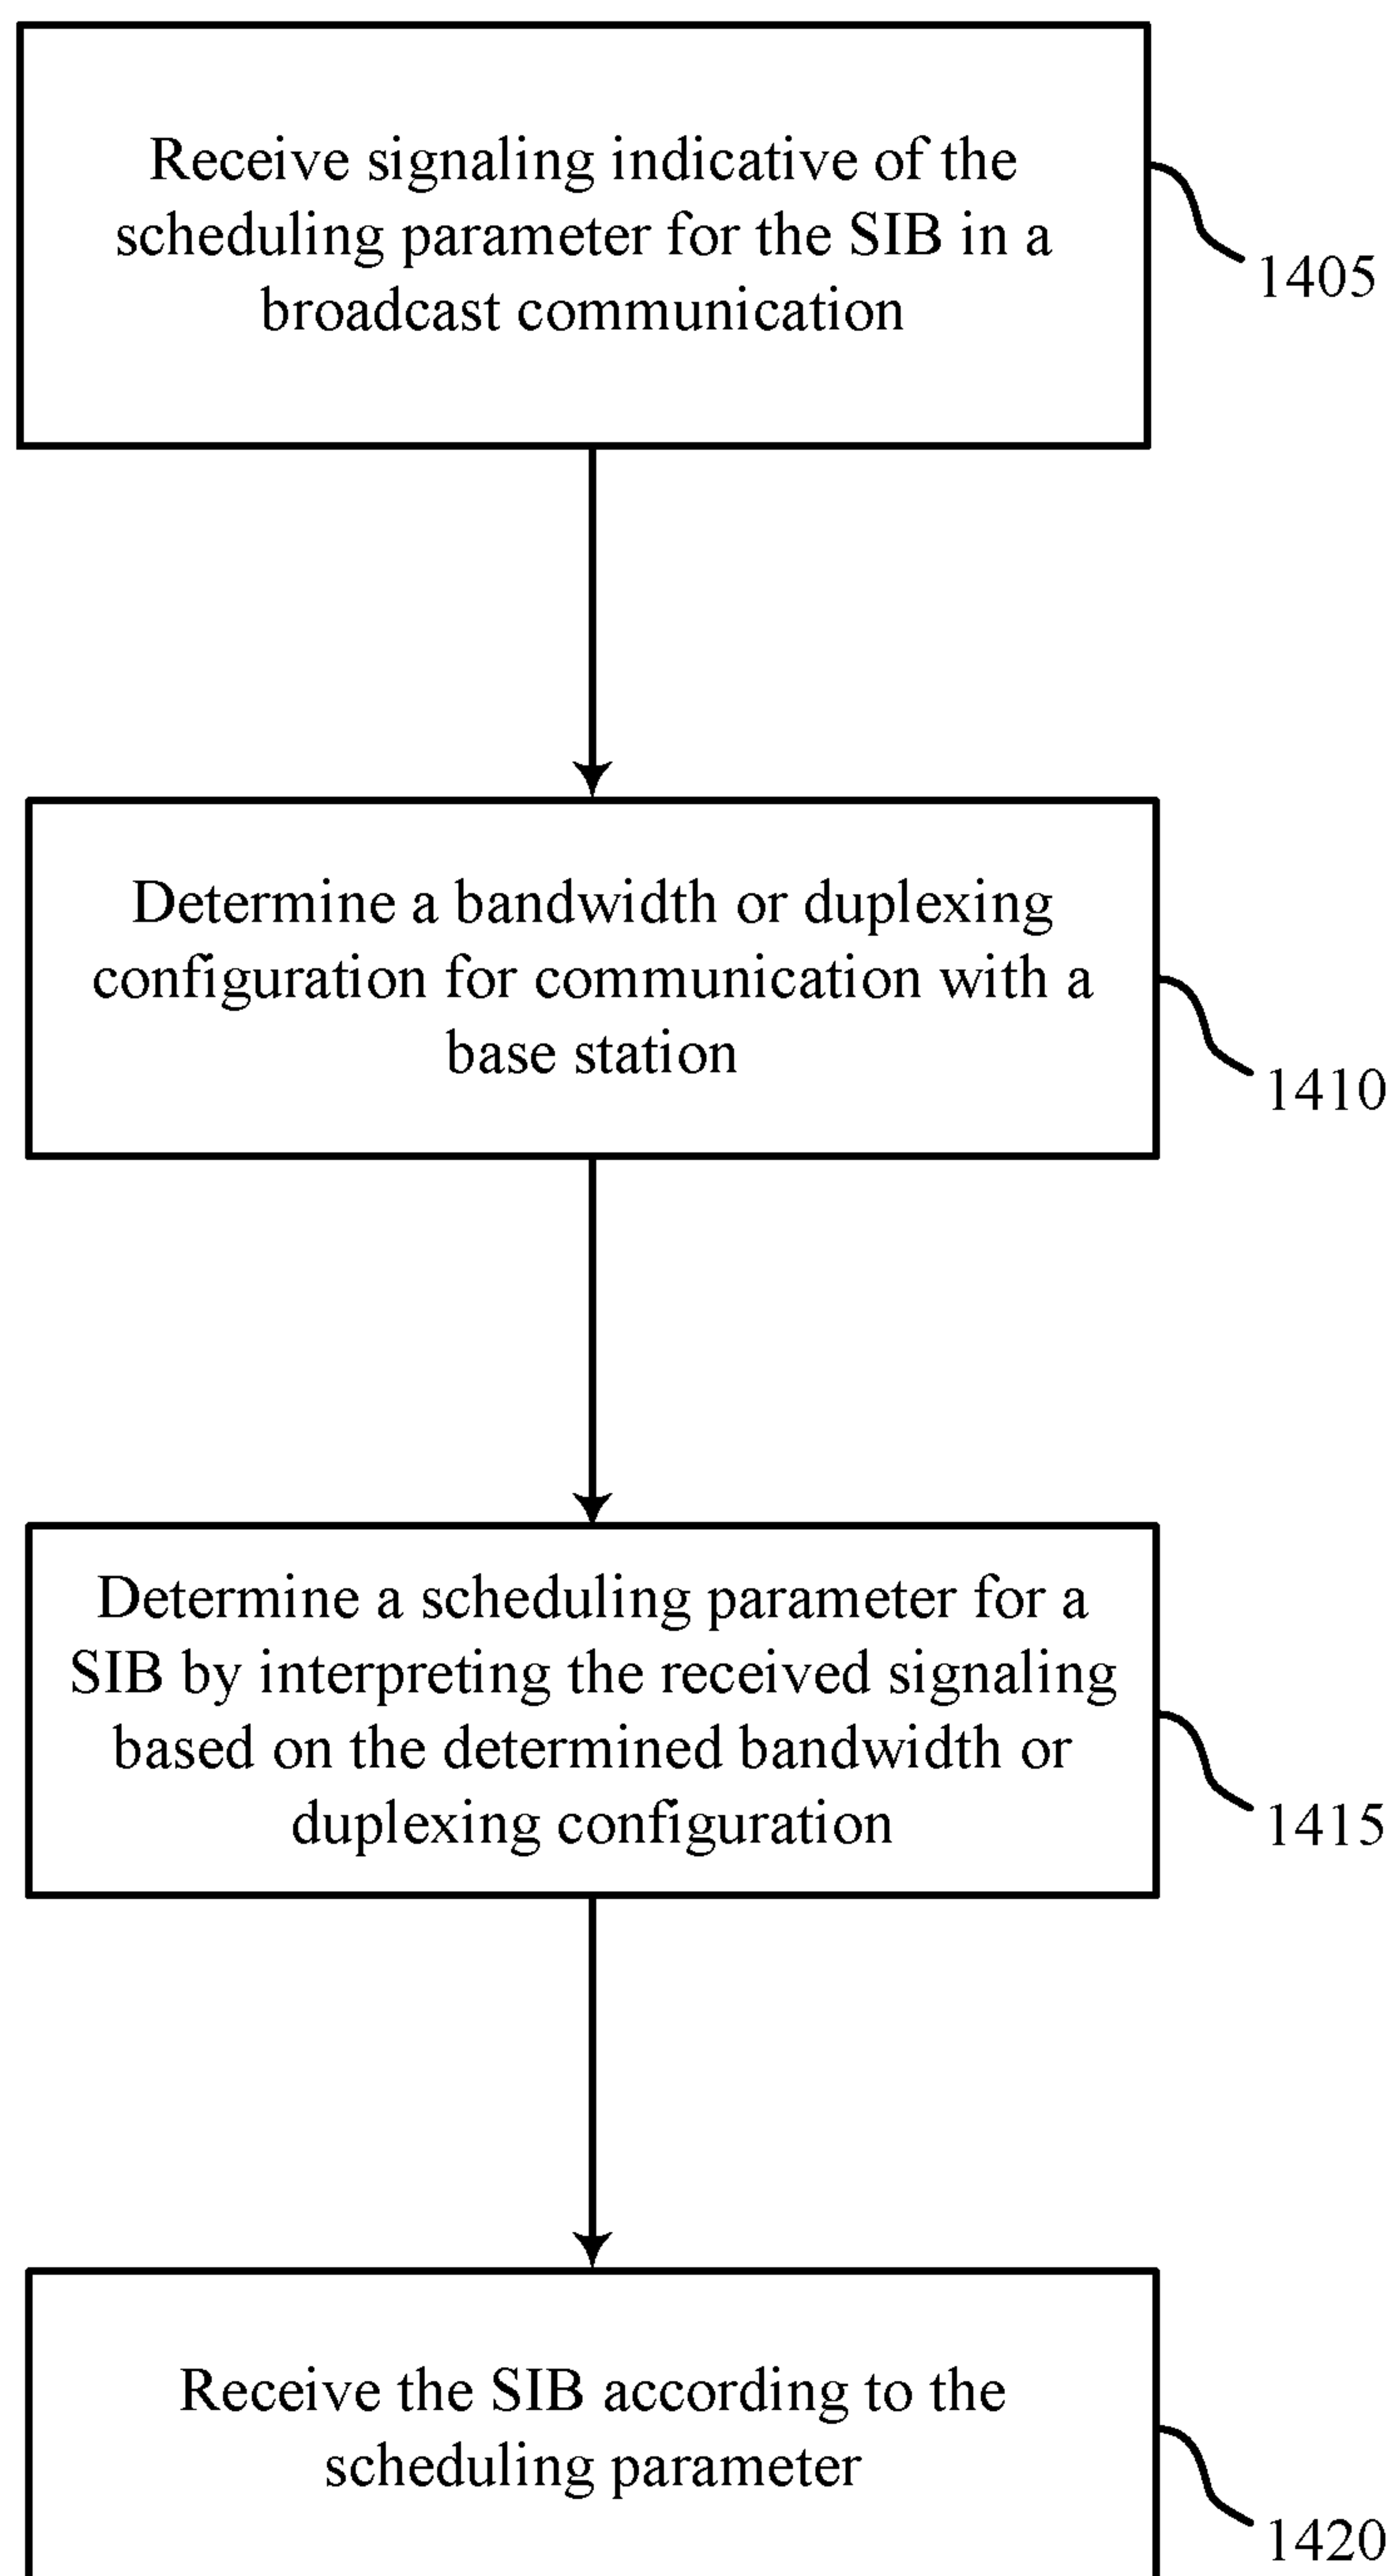 Receive signaling indicative of the
scheduling parameter for the SIB in a
broadcast communication
1405
Determine a bandwidth or duplexing
configuration for communication with a
base station
1410
Determine a scheduling parameter for a
SIB by interpreting the received signaling
based on the determined bandwidth or
duplexing configuration
1415
Receive the SIB according to the
scheduling parameter
1420